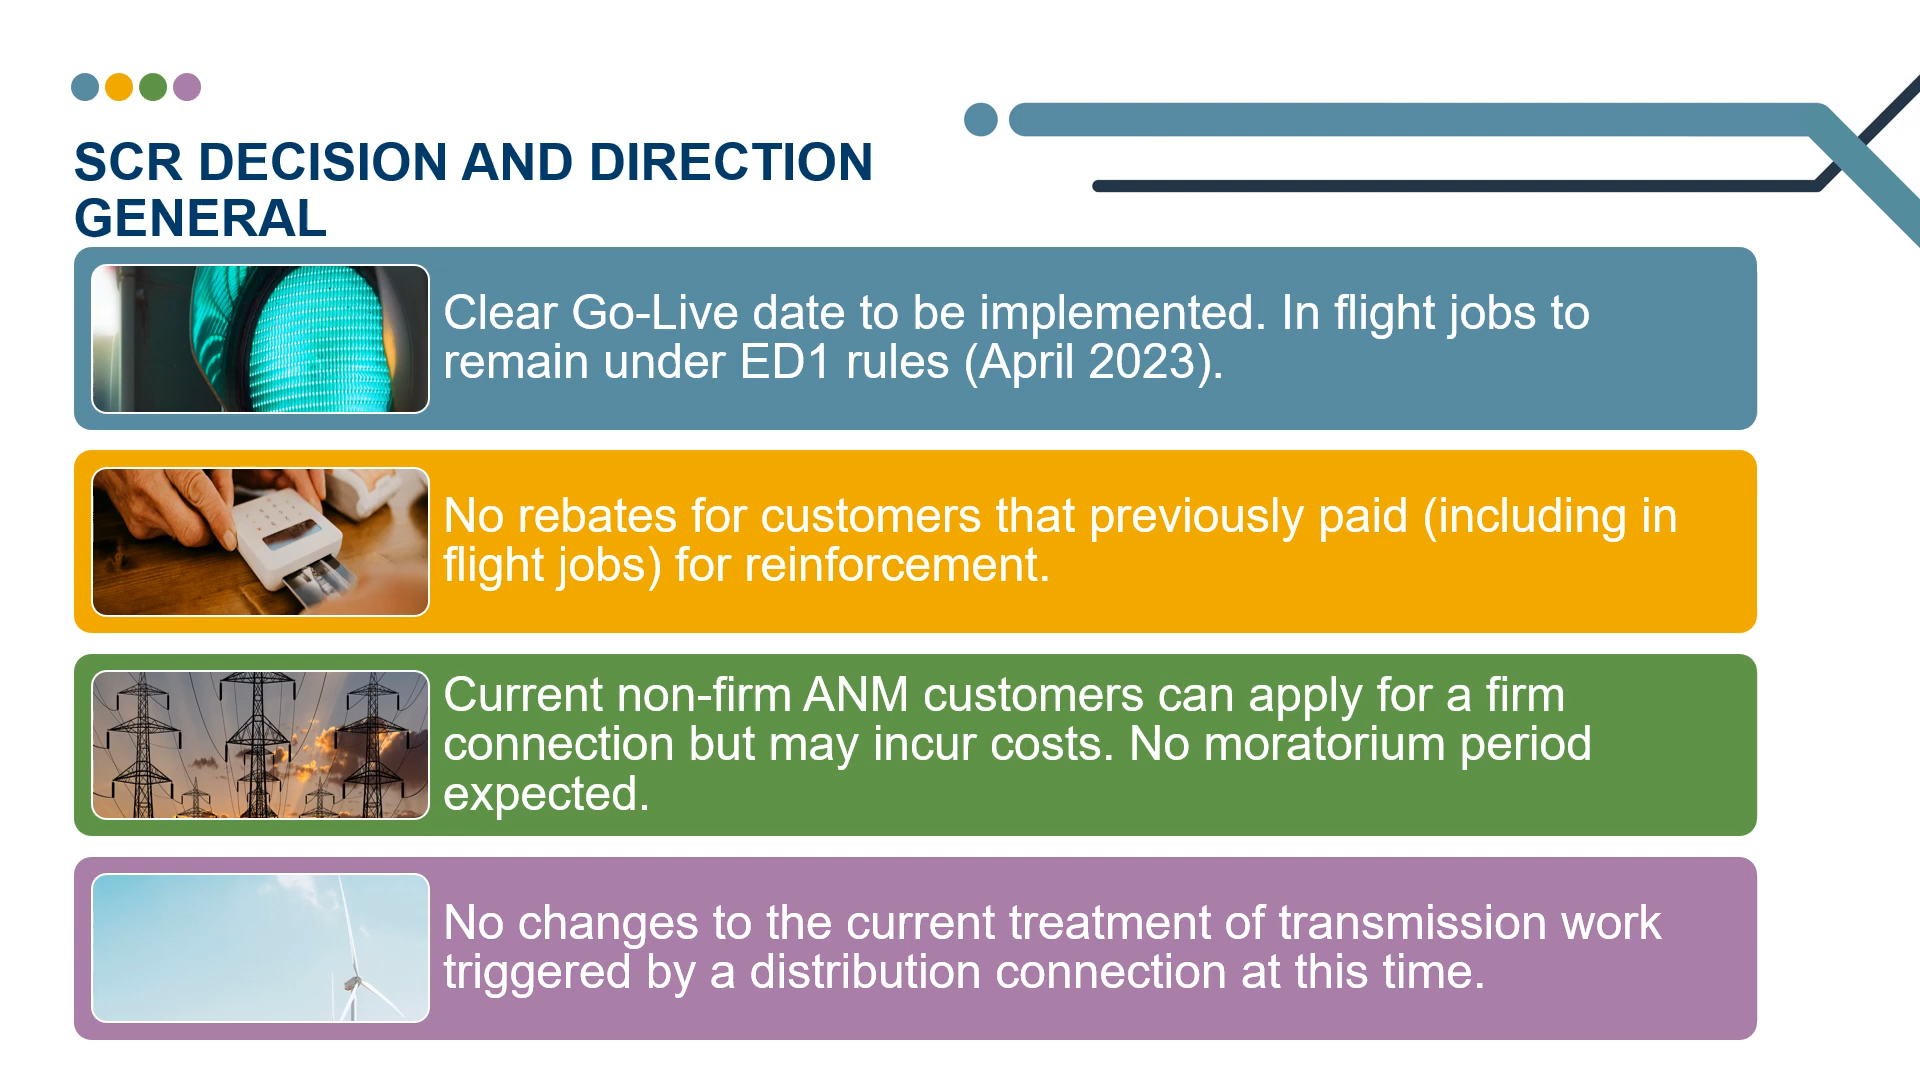 SCR DECISION AND DIRECTION
GENERAL
Clear Go-Live date to be implemented. In flight jobs to
remain under ED1 rules (April 2023).
No rebates for customers that previously paid (including in
flight jobs) for reinforcement.
Current non-firm ANM customers can apply for a firm
connection but may incur costs. No moratorium period
expected.
No changes to the current treatment of transmission work
triggered by a distribution connection at this time.